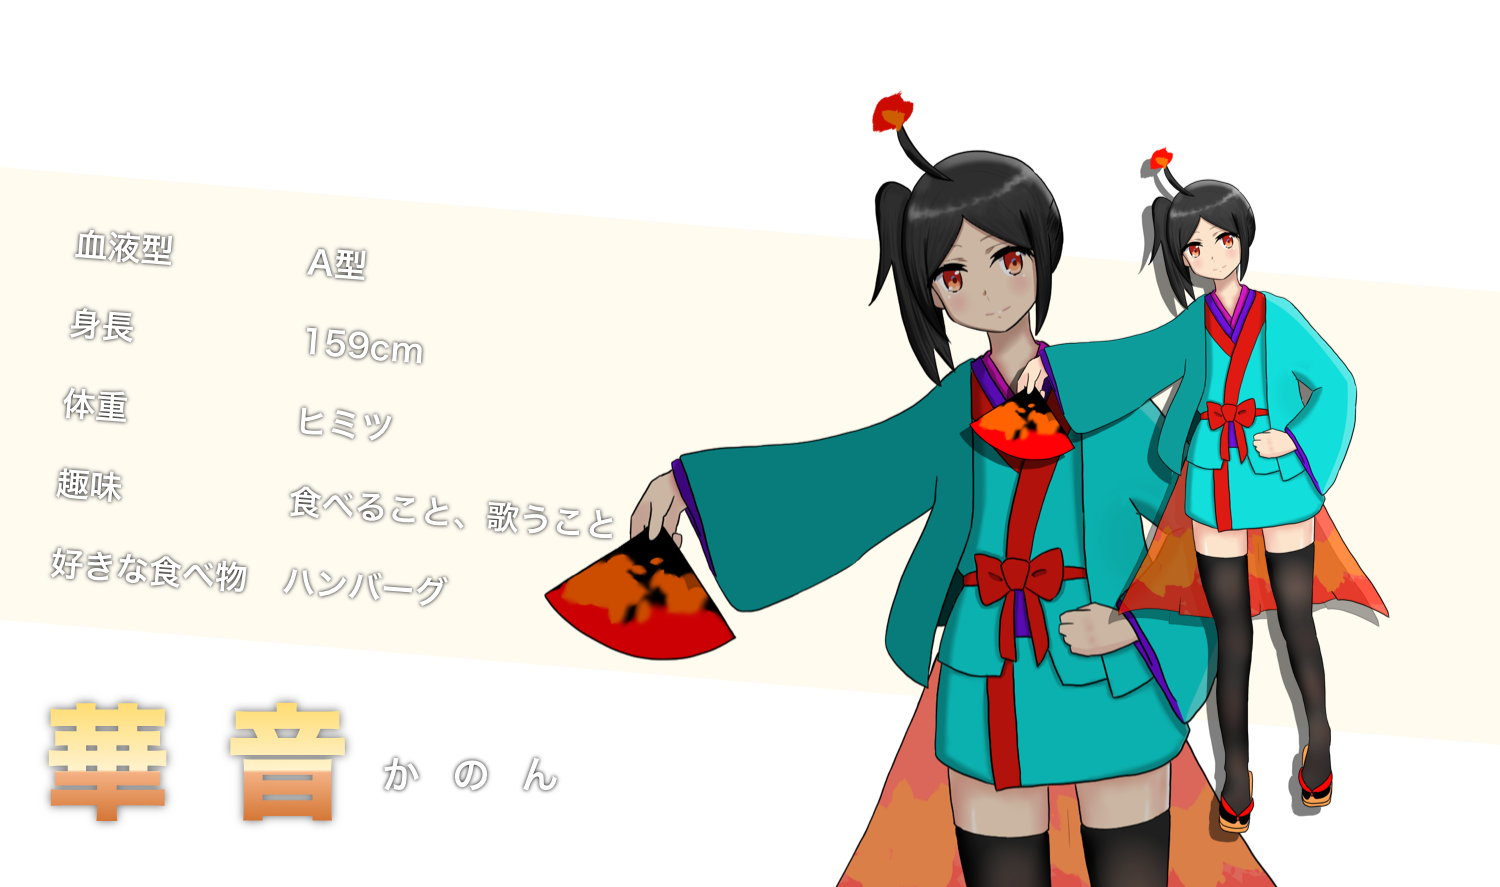 血液型 A型
身長 159cm
体重 ヒミツ
趣味 食べること、歌うこと
好きな食べ物 ハンバーグ
華音 かのん